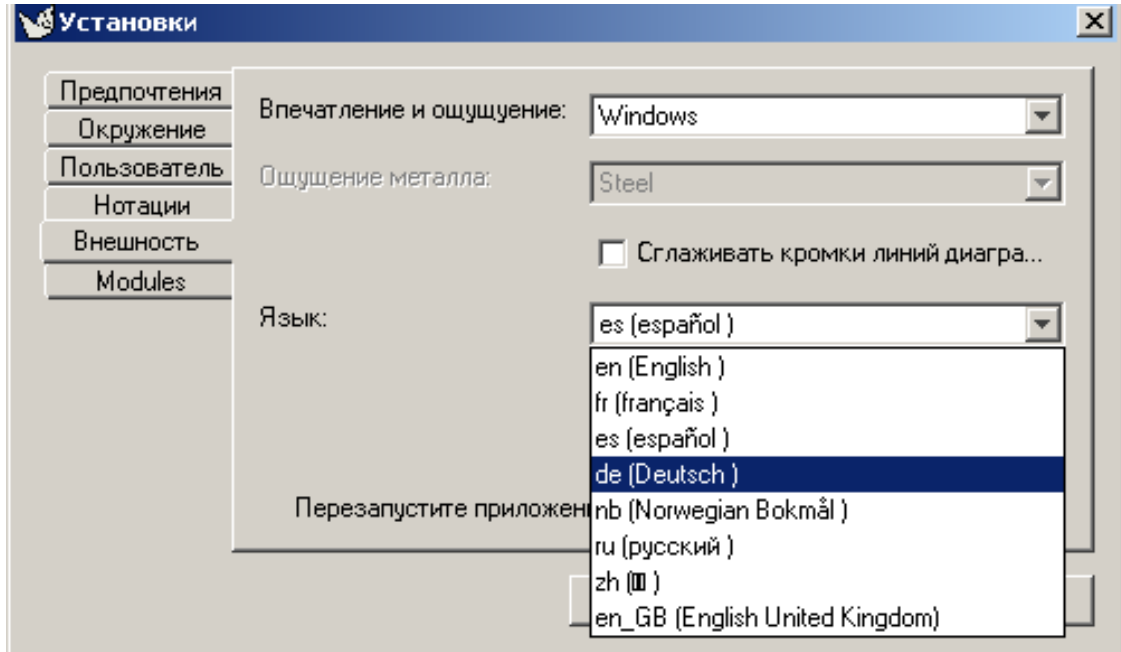 Установки
Предпочтения
Окружение
Пользователь
Нотации
Внешность
Modules
Впечатление и ощущуение: Windows
Ощущение металла: Steel
Сглаживать кромки линий диагра...
Язык: es (español )
en (English )
fr (français )
es (español )
de (Deutsch )
nb (Norwegian Bokmål )
ru (русский )
zh ( )
en_GB (English United Kingdom)
Перезапустите